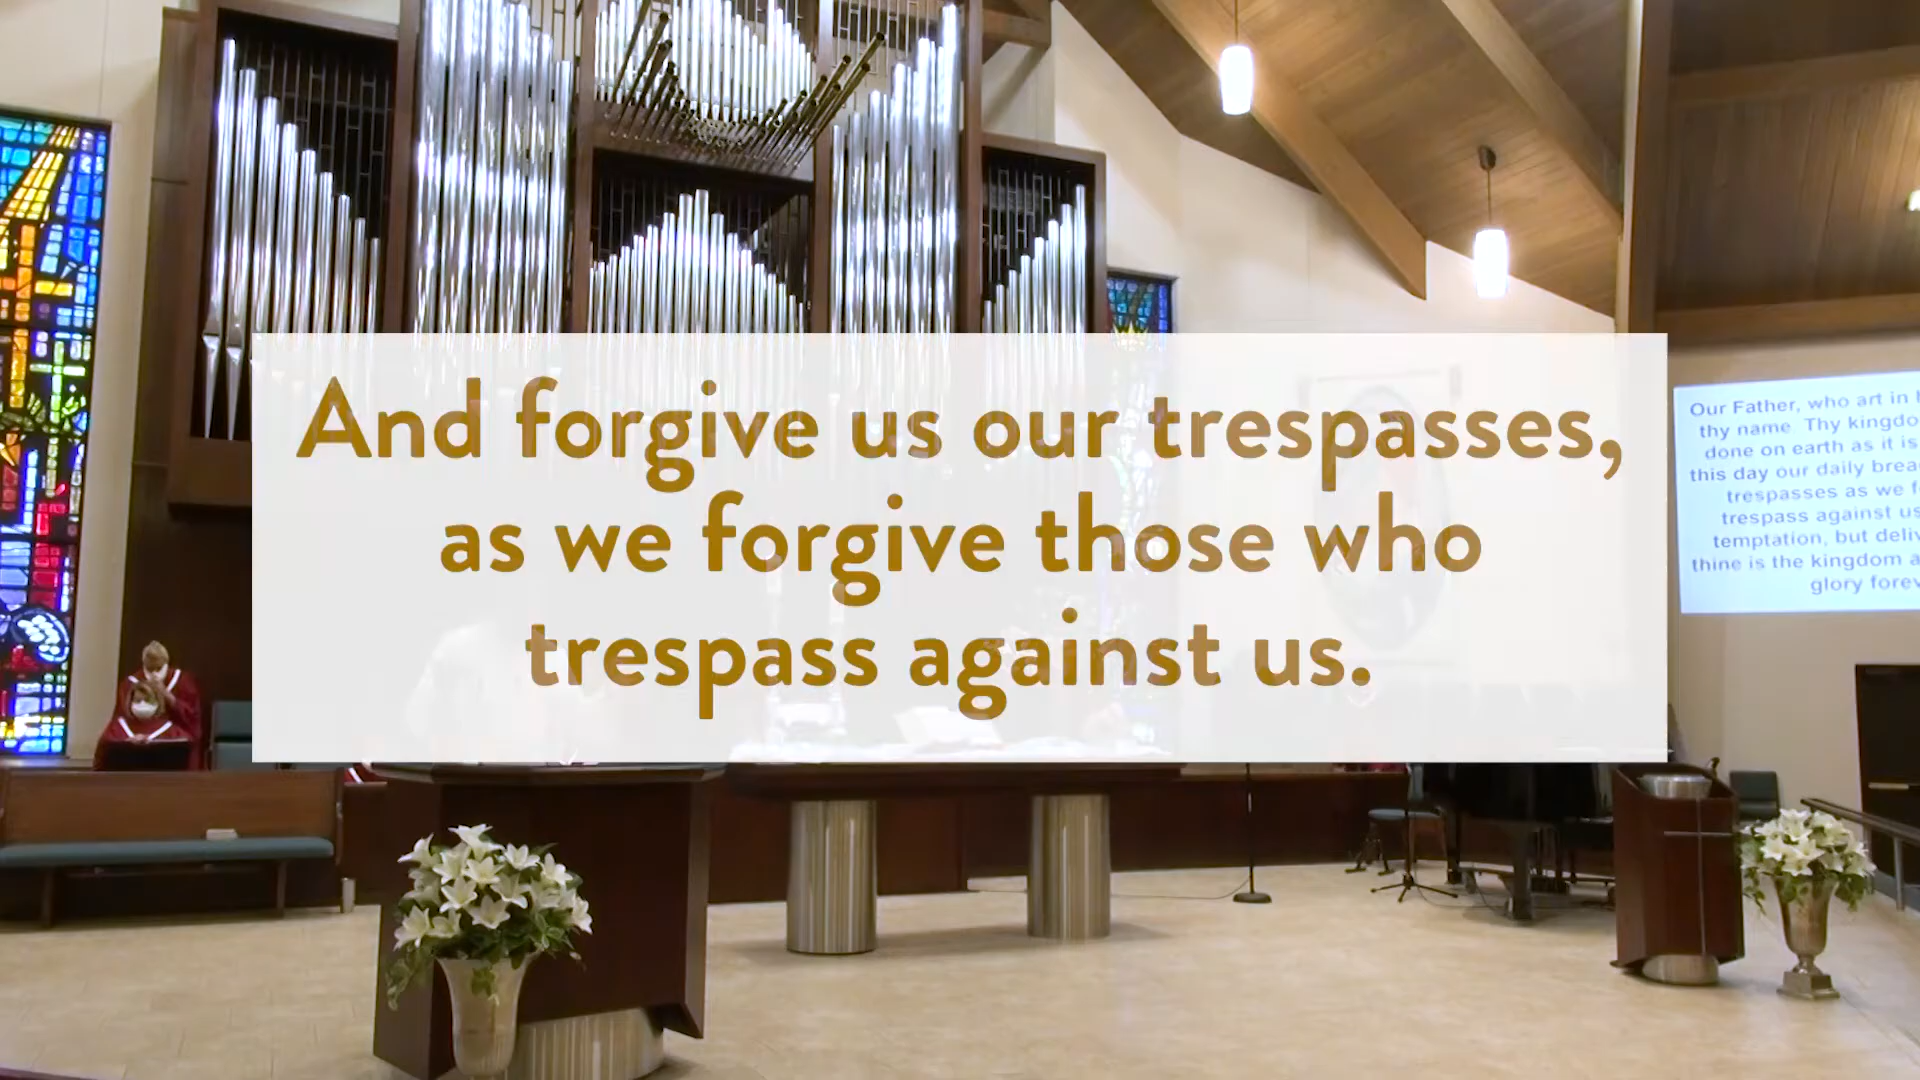 And forgive us our trespasses,
as we forgive those who
trespass against us.
Our Father, who art in
thy name Thy kingdo
done on earth as it is
this day our daily brea
trespasses as we f
trespass against us
temptation, but deliv
thine is the kingdom a
glory forev